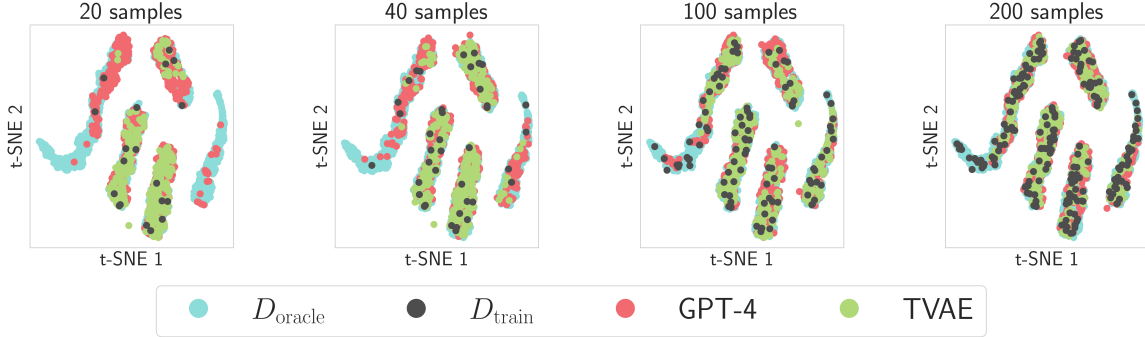 20 samples
40 samples
100 samples
200 samples
t-SNE 2
t-SNE 2
t-SNE 2
t-SNE 2
t-SNE 1
t-SNE 1
t-SNE 1
t-SNE 1
D_oracle
D_train
GPT-4
TVAE